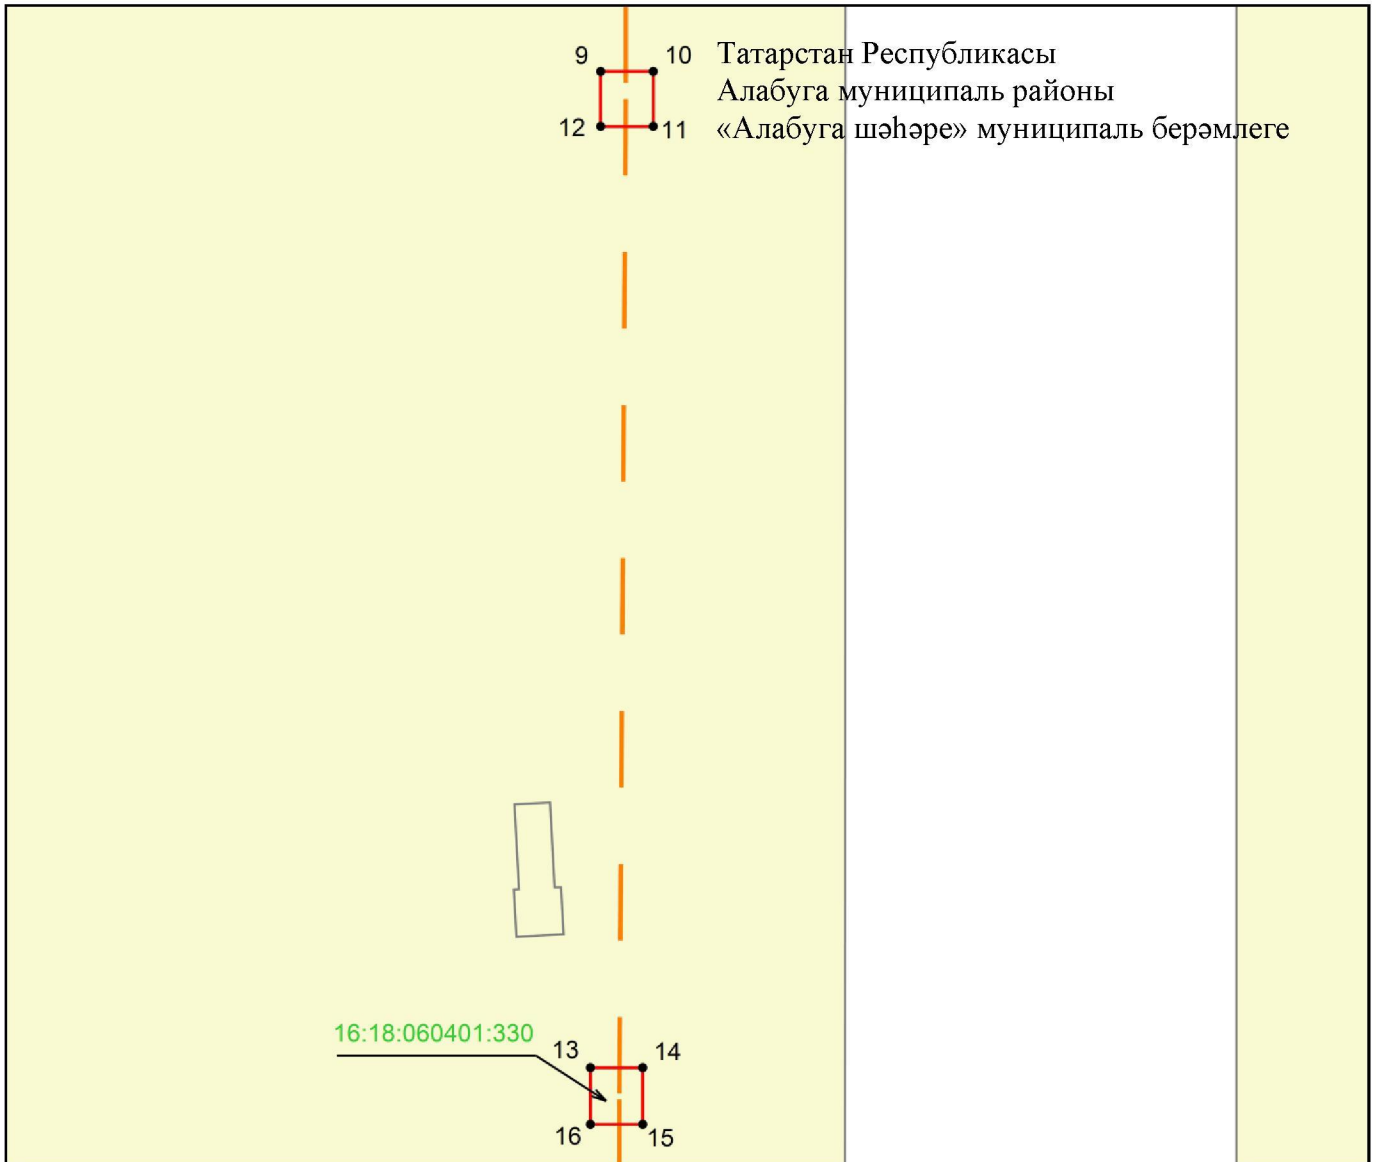 9 10 Татарстан Республикасы
Алабуга муниципаль районы
12 11 «Алабуга шәһәре» муниципаль берәмлеге
16:18:060401:330
13 14
16 15